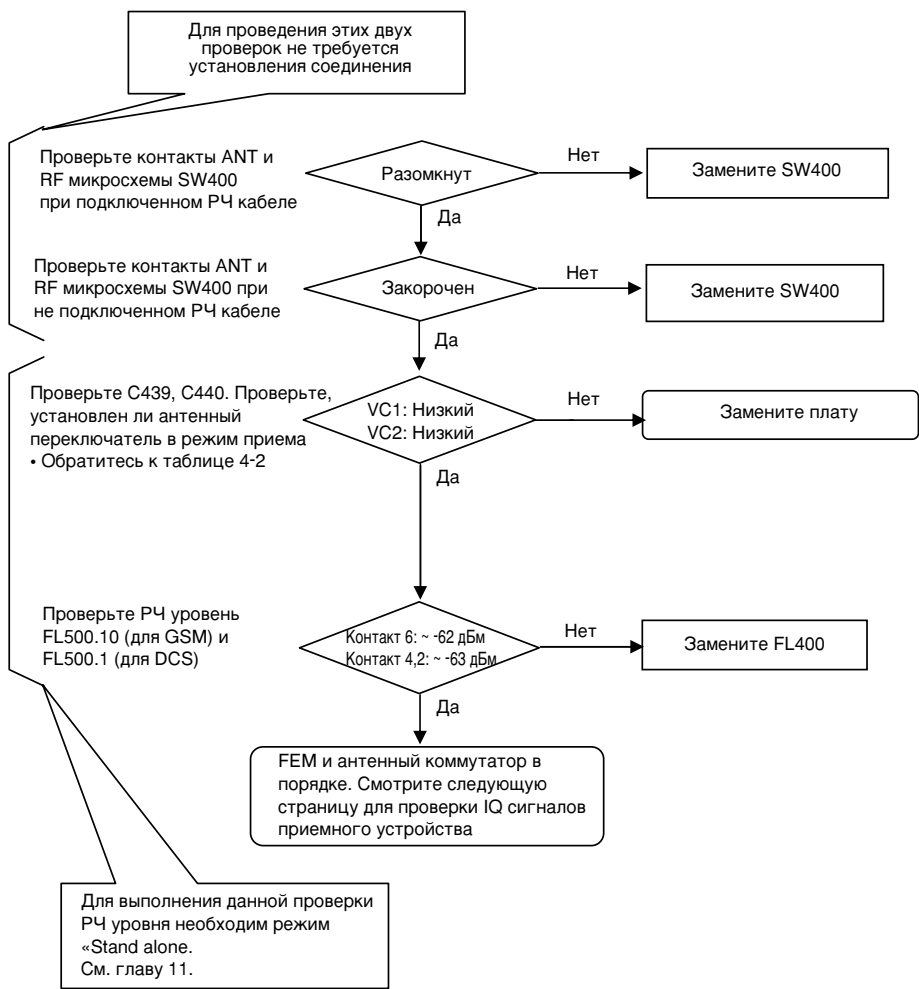 Для проведения этих двух
проверок не требуется
установления соединения
Проверьте контакты ANT и
RF микросхемы SW400
при подключенном РЧ кабеле
Разомкнут
Нет
Замените SW400
Да
Проверьте контакты ANT и
RF микросхемы SW400 при
не подключенном РЧ кабеле
Закорочен
Нет
Замените SW400
Да
Проверьте C439, C440. Проверьте,
установлен ли антенный
переключатель в режим приема
• Обратитесь к таблице 4-2
VC1: Низкий
VC2: Низкий
Нет
Замените плату
Да
Проверьте РЧ уровень
FL500.10 (для GSM) и
FL500.1 (для DCS)
Контакт 6: ~ -62 дБм
Контакт 4,2: ~ -63 дБм
Нет
Замените FL400
Да
FEM и антенный коммутатор в
порядке. Смотрите следующую
страницу для проверки IQ сигналов
приемного устройства
Для выполнения данной проверки
РЧ уровня необходим режим
«Stand alone.
См. главу 11.